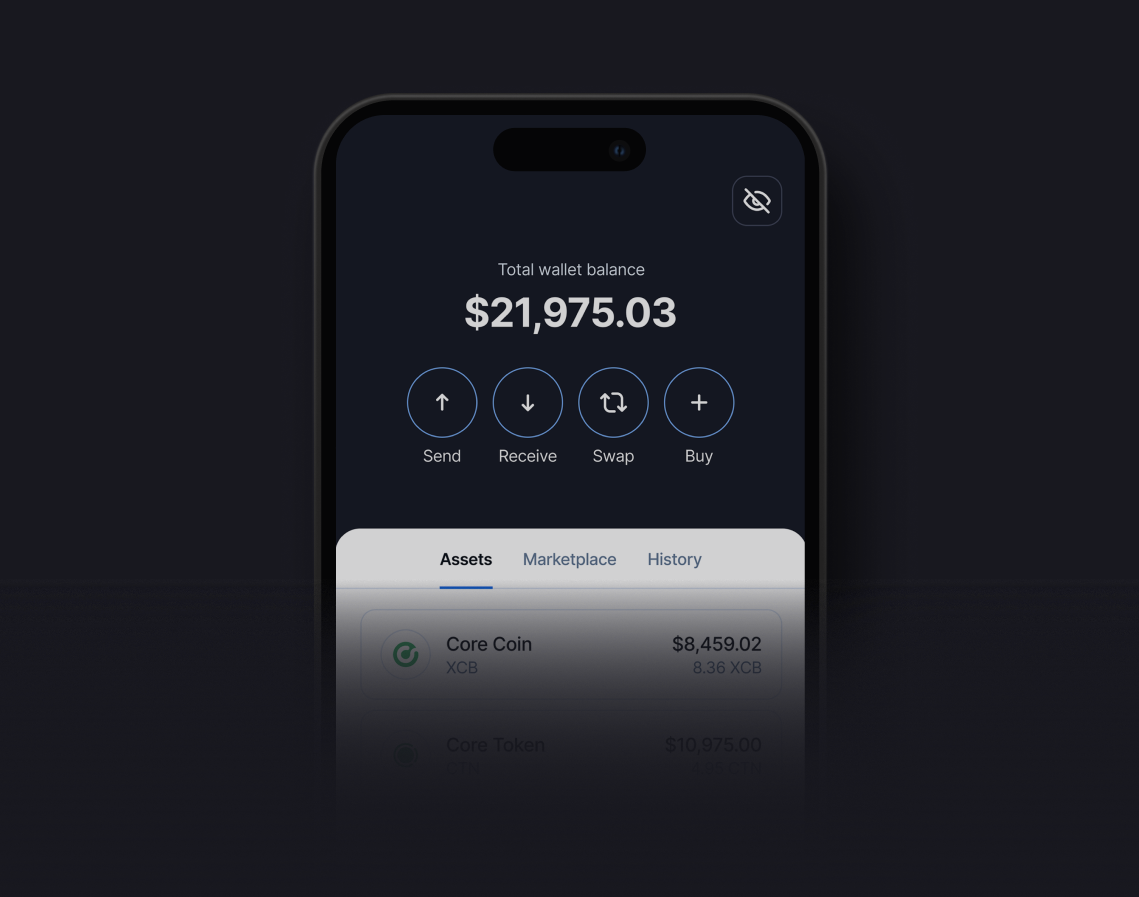 Total wallet balance
$21,975.03
Send Receive Swap Buy
Assets Marketplace History
Core Coin $8,459.02
XCB 8.36 XCB
Core Token $10,975.00
CTN